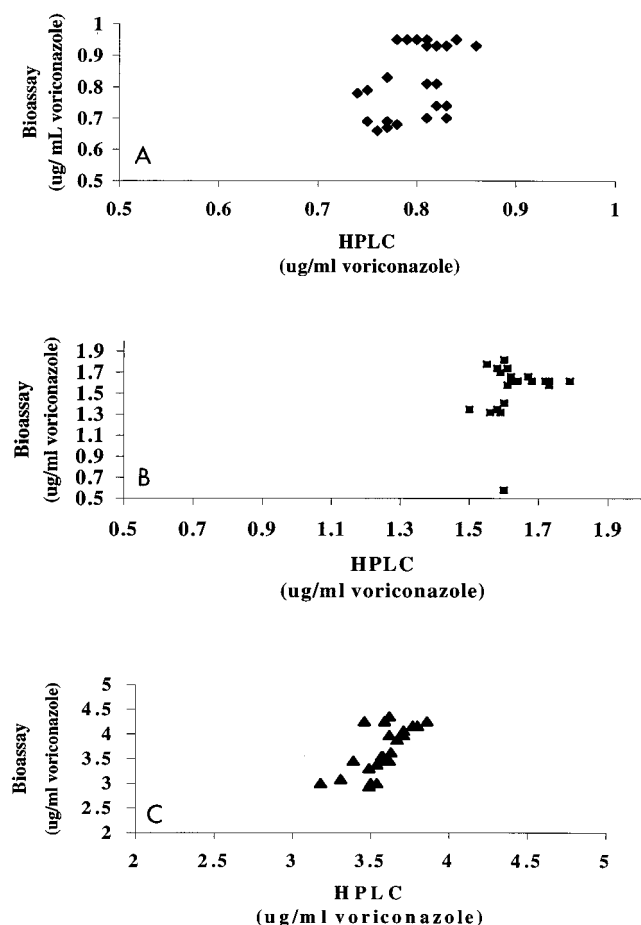 Bioassay
(ug/ mL voriconazole)
1
0.9
0.8
0.7
0.6
0.5
A
0.5 0.6 0.7 0.8 0.9 1
HPLC
(ug/ml voriconazole)
Bioassay
(ug/ml voriconazole)
1.9
1.7
1.5
1.3
1.1
0.9
0.7
0.5
B
0.5 0.7 0.9 1.1 1.3 1.5 1.7 1.9
HPLC
(ug/ml voriconazole)
Bioassay
(ug/ml voriconazole)
5
4.5
4
3.5
3
2.5
2
C
2 2.5 3 3.5 4 4.5 5
HPLC
(ug/ml voriconazole)